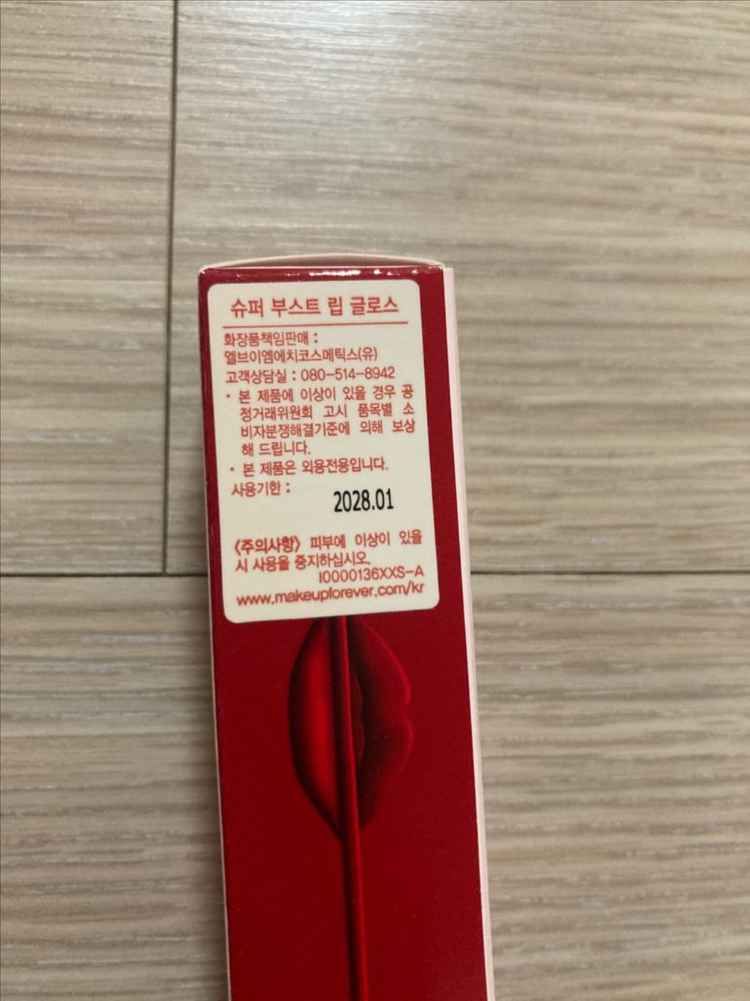 슈퍼 부스트 립 글로스
화장품책임판매 :
엘브이엠에치코스메틱스(유)
고객상담실 : 080-514-8942
• 본 제품에 이상이 있을 경우 공
정거래위원회 고시 품목별 소
비자분쟁해결기준에 의해 보상
해 드립니다.
• 본 제품은 외용전용입니다.
사용기한 :
2028.01
《주의사항》 피부에 이상이 있을
시 사용을 중지하십시오.
I0000136XXS-A
www.makeupforever.com/kr